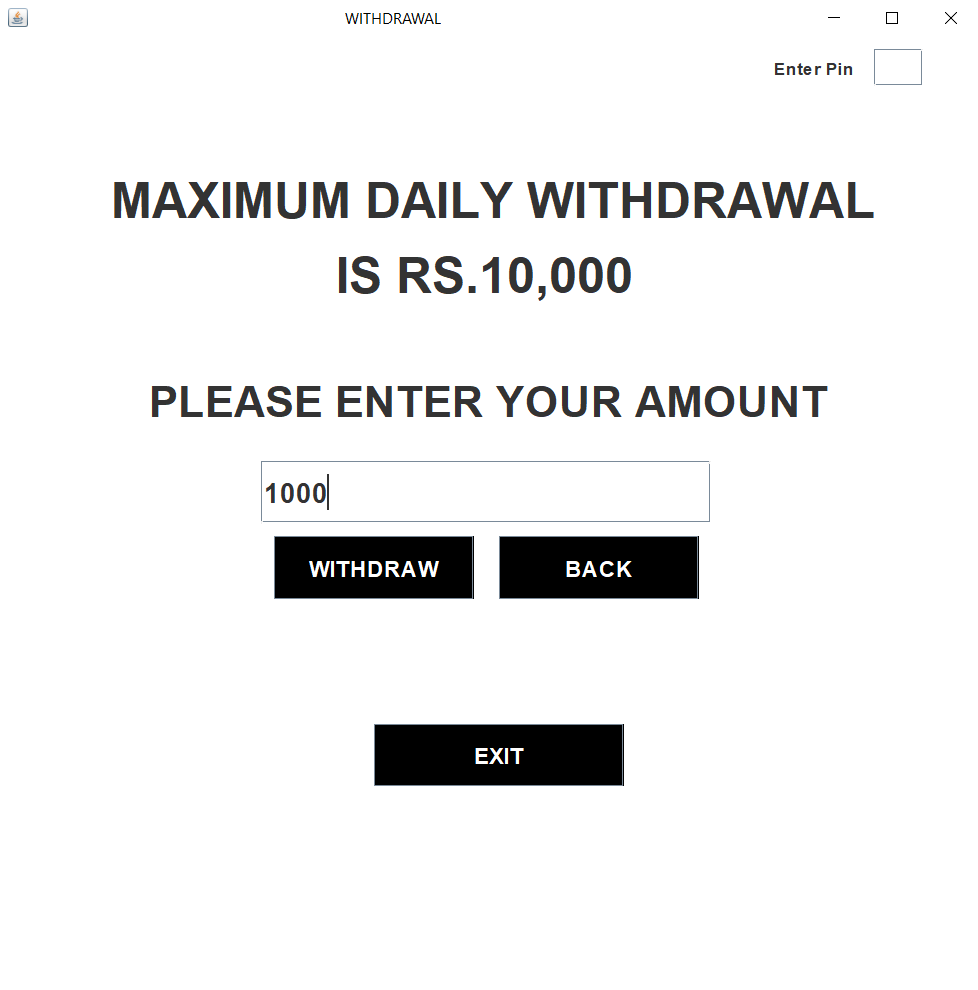 WITHDRAWAL
Enter Pin
MAXIMUM DAILY WITHDRAWAL
IS RS.10,000
PLEASE ENTER YOUR AMOUNT
1000
WITHDRAW
BACK
EXIT